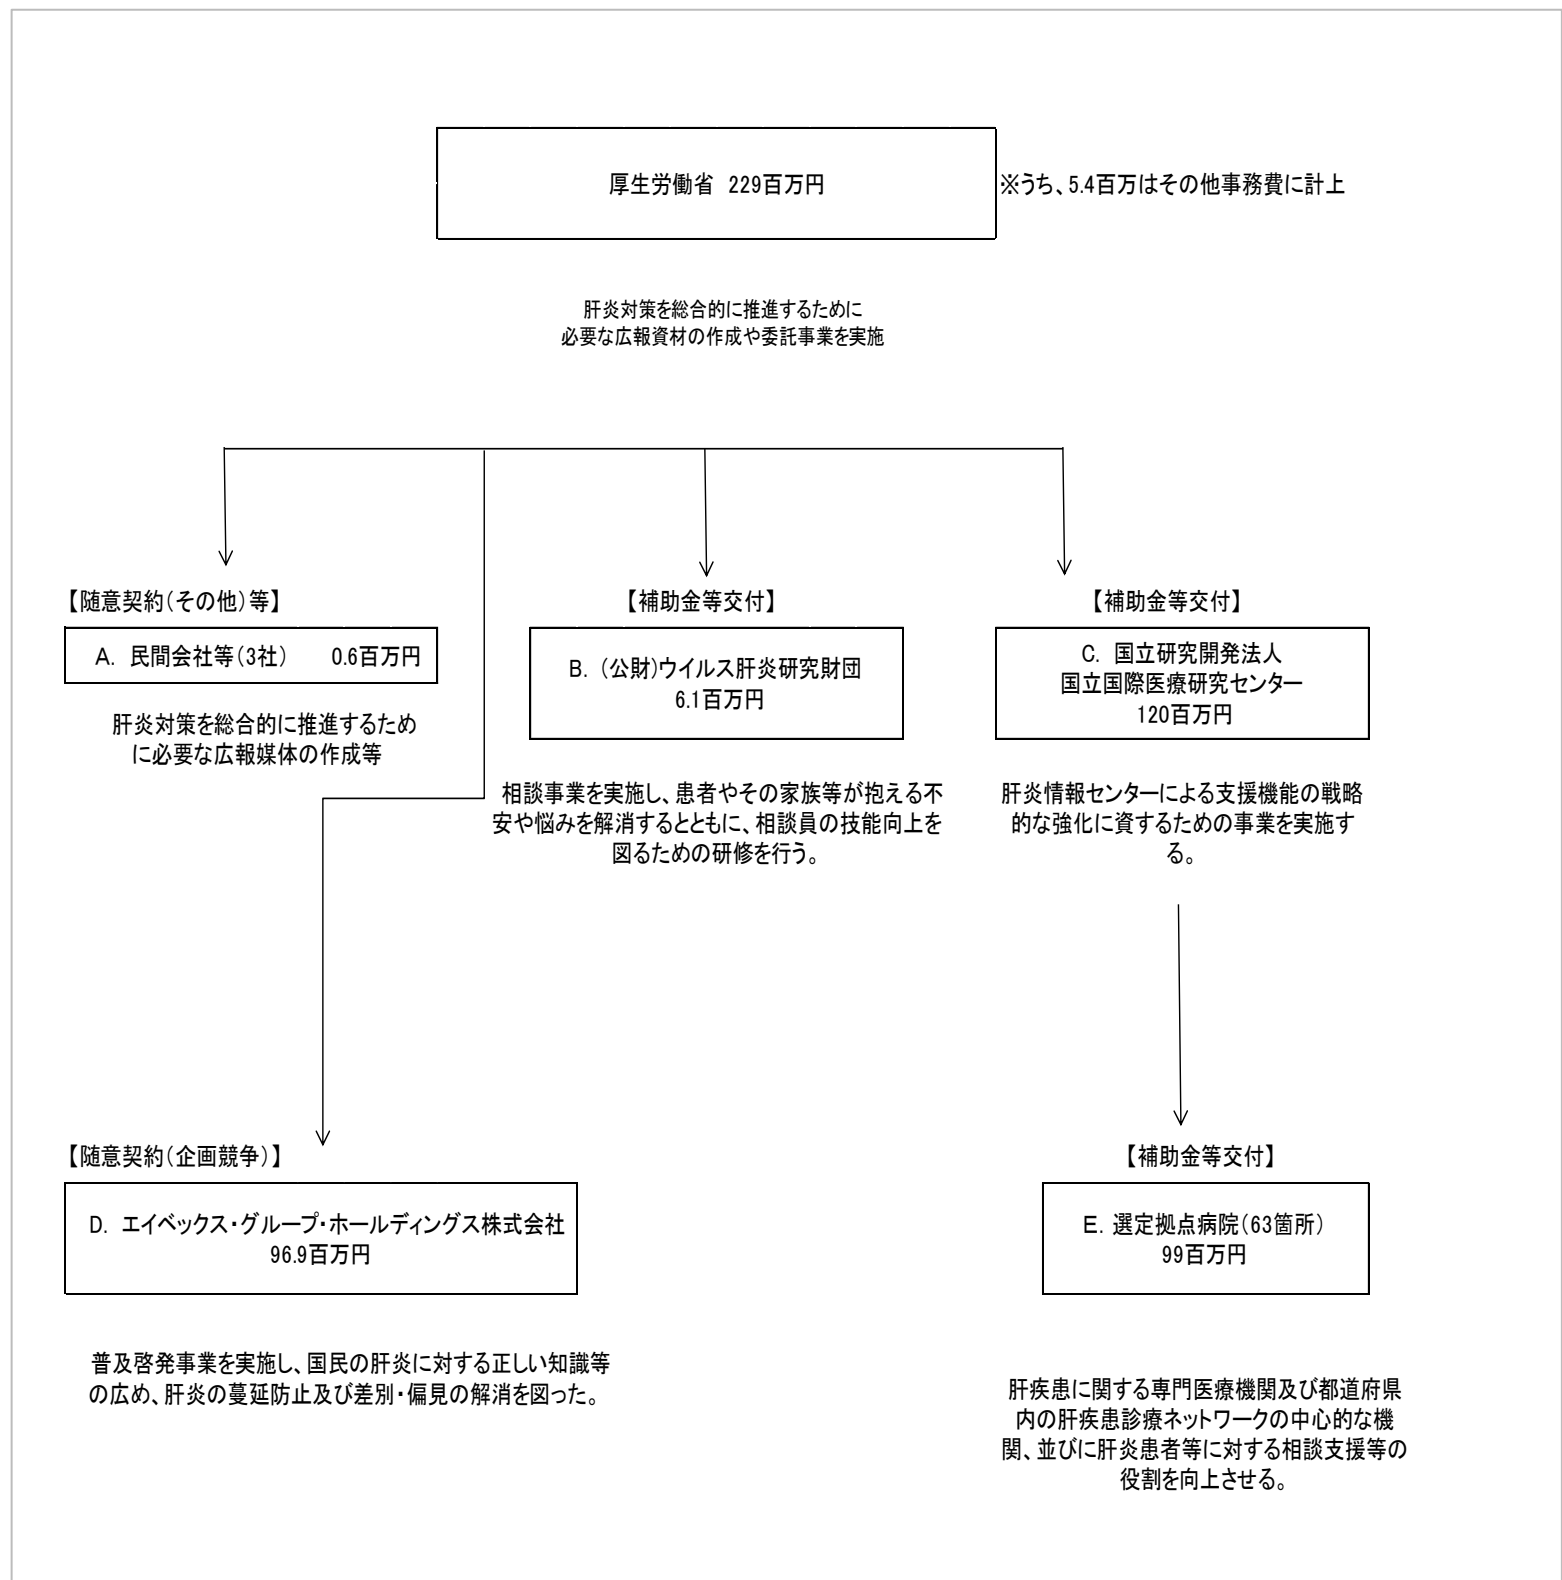 厚生労働省 229百万円
※うち、5.4百万はその他事務費に計上
肝炎対策を総合的に推進するために
必要な広報資材の作成や委託事業を実施
【随意契約(その他)等】
A. 民間会社等(3社) 0.6百万円
肝炎対策を総合的に推進するため
に必要な広報媒体の作成等
【補助金等交付】
B. (公財)ウイルス肝炎研究財団
6.1百万円
相談事業を実施し、患者やその家族等が抱える不
安や悩みを解消するとともに、相談員の技能向上を
図るための研修を行う。
【補助金等交付】
C. 国立研究開発法人
国立国際医療研究センター
120百万円
肝炎情報センターによる支援機能の戦略
的な強化に資するための事業を実施す
る。
【随意契約(企画競争)】
D. エイベックス・グループ・ホールディングス株式会社
96.9百万円
普及啓発事業を実施し、国民の肝炎に対する正しい知識等
の広め、肝炎の蔓延防止及び差別・偏見の解消を図った。
【補助金等交付】
E. 選定拠点病院(63箇所)
99百万円
肝疾患に関する専門医療機関及び都道府県
内の肝疾患診療ネットワークの中心的な機
関、並びに肝炎患者等に対する相談支援等の
役割を向上させる。